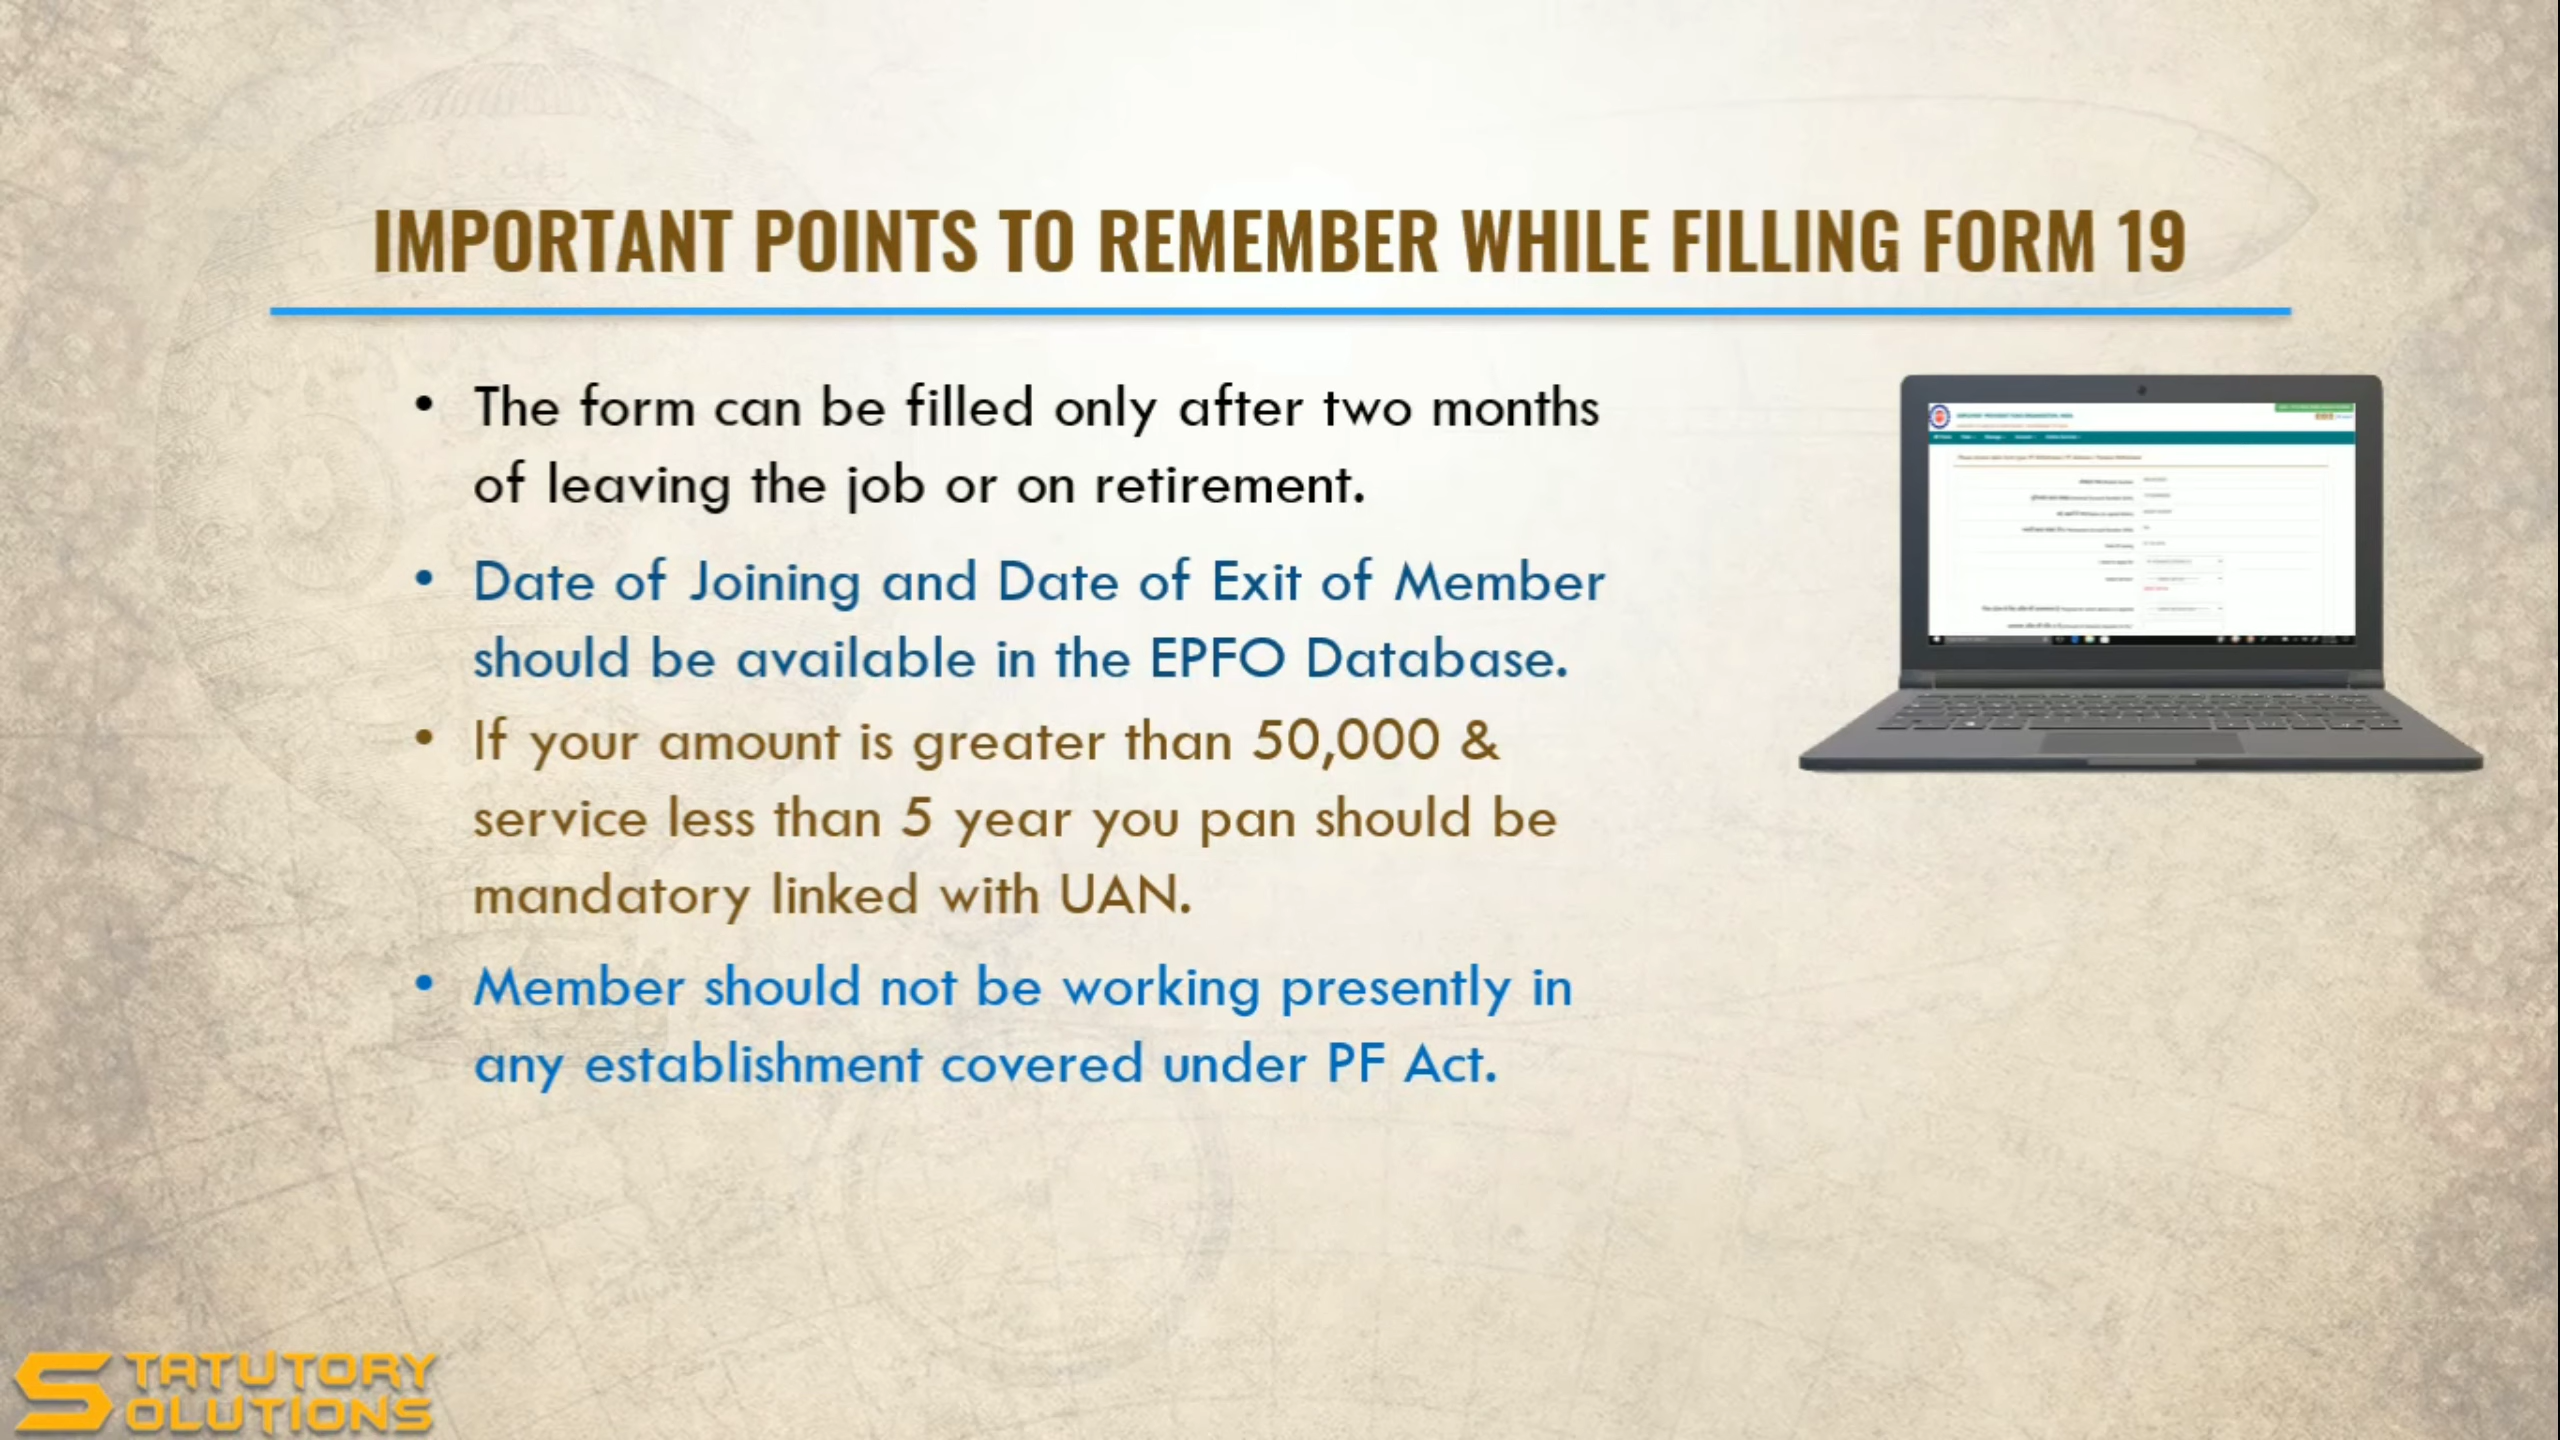 IMPORTANT POINTS TO REMEMBER WHILE FILLING FORM 19
• The form can be filled only after two months
of leaving the job or on retirement.
• Date of Joining and Date of Exit of Member
should be available in the EPFO Database.
• If your amount is greater than 50,000 &
service less than 5 year you pan should be
mandatory linked with UAN.
• Member should not be working presently in
any establishment covered under PF Act.
STATUTORY
SOLUTIONS